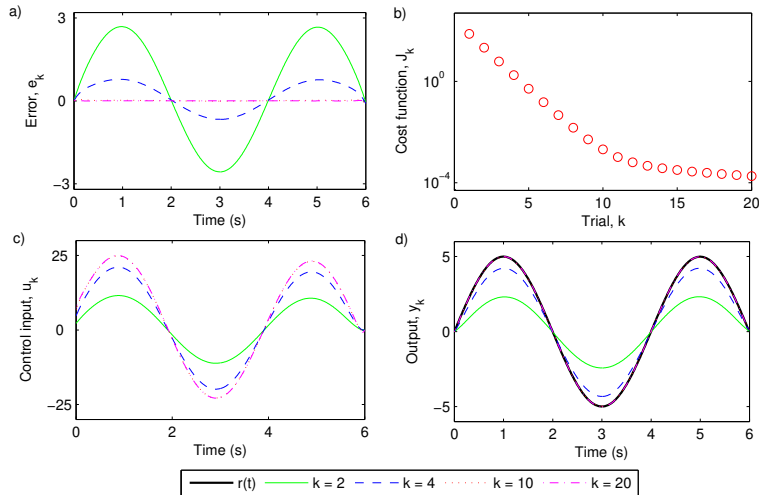 a)
3
0
−3
Error, e_k
0 1 2 3 4 5 6
Time (s)
b)
10^0
10^−4
Cost function, J_k
0 5 10 15 20
Trial, k
c)
25
0
−25
Control input, u_k
0 2 4 6
Time (s)
d)
5
0
−5
Output, y_k
0 1 2 3 4 5 6
Time (s)
r(t) k = 2 k = 4 k = 10 k = 20